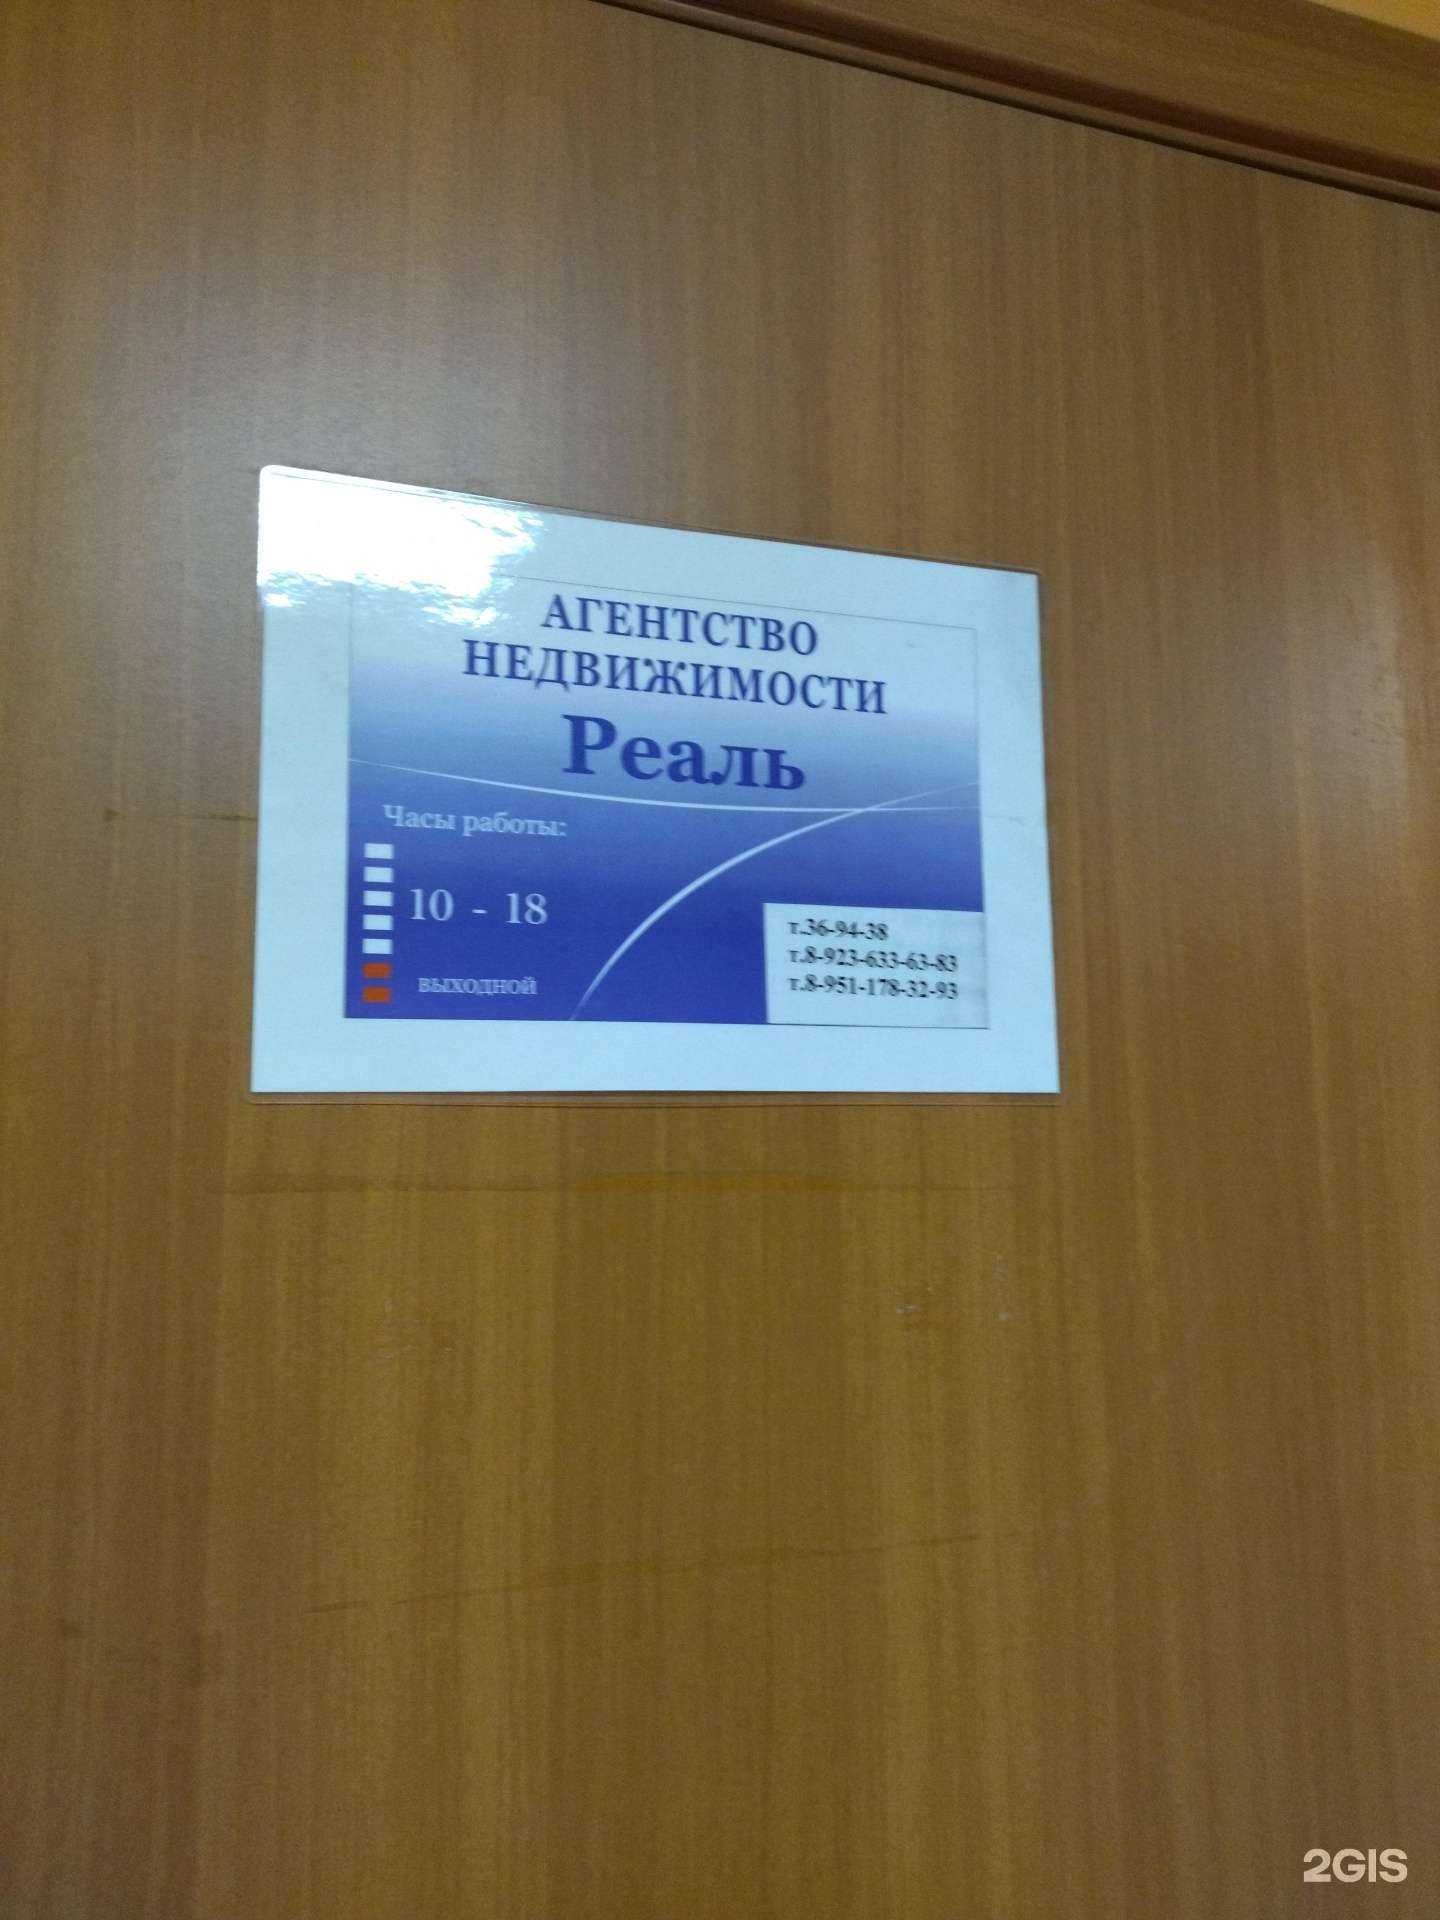 АГЕНТСТВО
НЕДВИЖИМОСТИ
Реаль
Часы работы:
10 - 18
выходной
т.36-94-38
т.8-923-633-63-83
т.8-951-178-32-93
2GIS